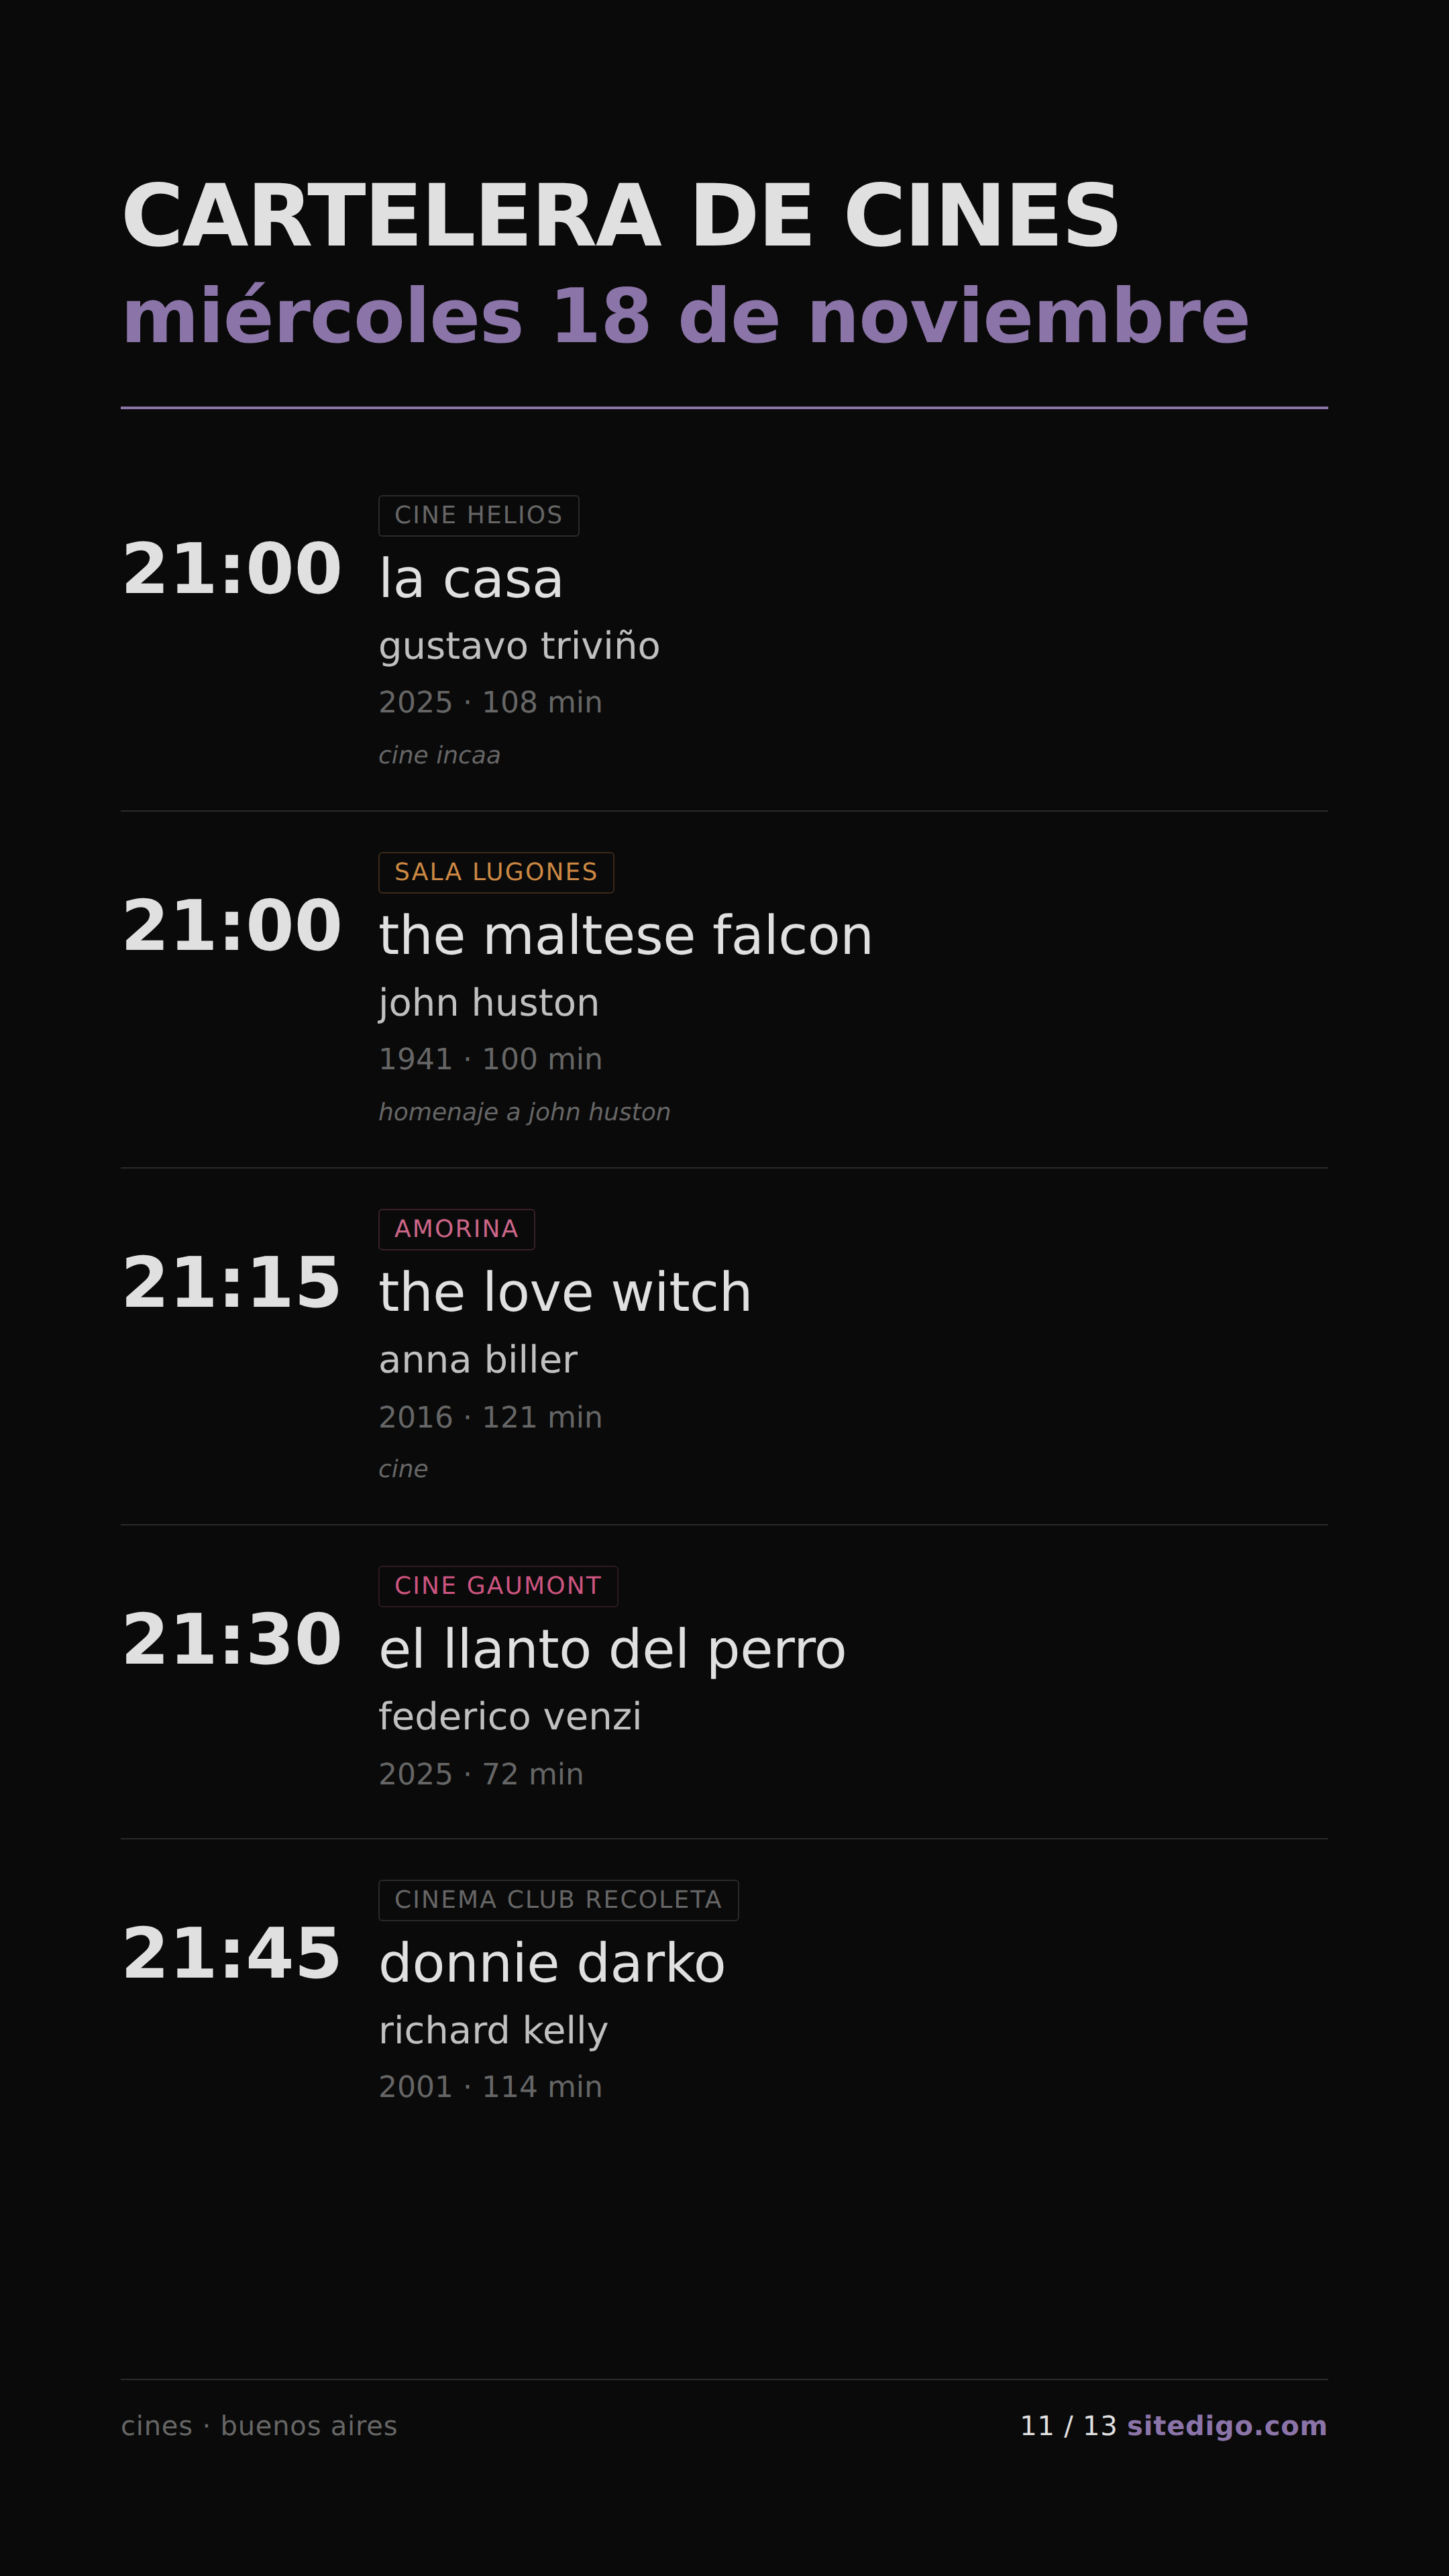 CARTELERA DE CINES
miércoles 18 de noviembre
CINE HELIOS
21:00
la casa
gustavo triviño
2025 · 108 min
cine incaa
SALA LUGONES
21:00
the maltese falcon
john huston
1941 · 100 min
homenaje a john huston
AMORINA
21:15
the love witch
anna biller
2016 · 121 min
cine
CINE GAUMONT
21:30
el llanto del perro
federico venzi
2025 · 72 min
CINEMA CLUB RECOLETA
21:45
donnie darko
richard kelly
2001 · 114 min
cines · buenos aires
11 / 13 sitedigo.com